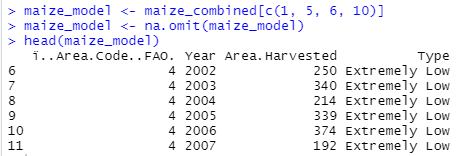 > maize_model <- maize_combined[c(1, 5, 6, 10)]
> maize_model <- na.omit(maize_model)
> head(maize_model)
ï..Area.Code..FAO. Year Area.Harvested Type
6 4 2002 250 Extremely Low
7 4 2003 340 Extremely Low
8 4 2004 214 Extremely Low
9 4 2005 339 Extremely Low
10 4 2006 374 Extremely Low
11 4 2007 192 Extremely Low